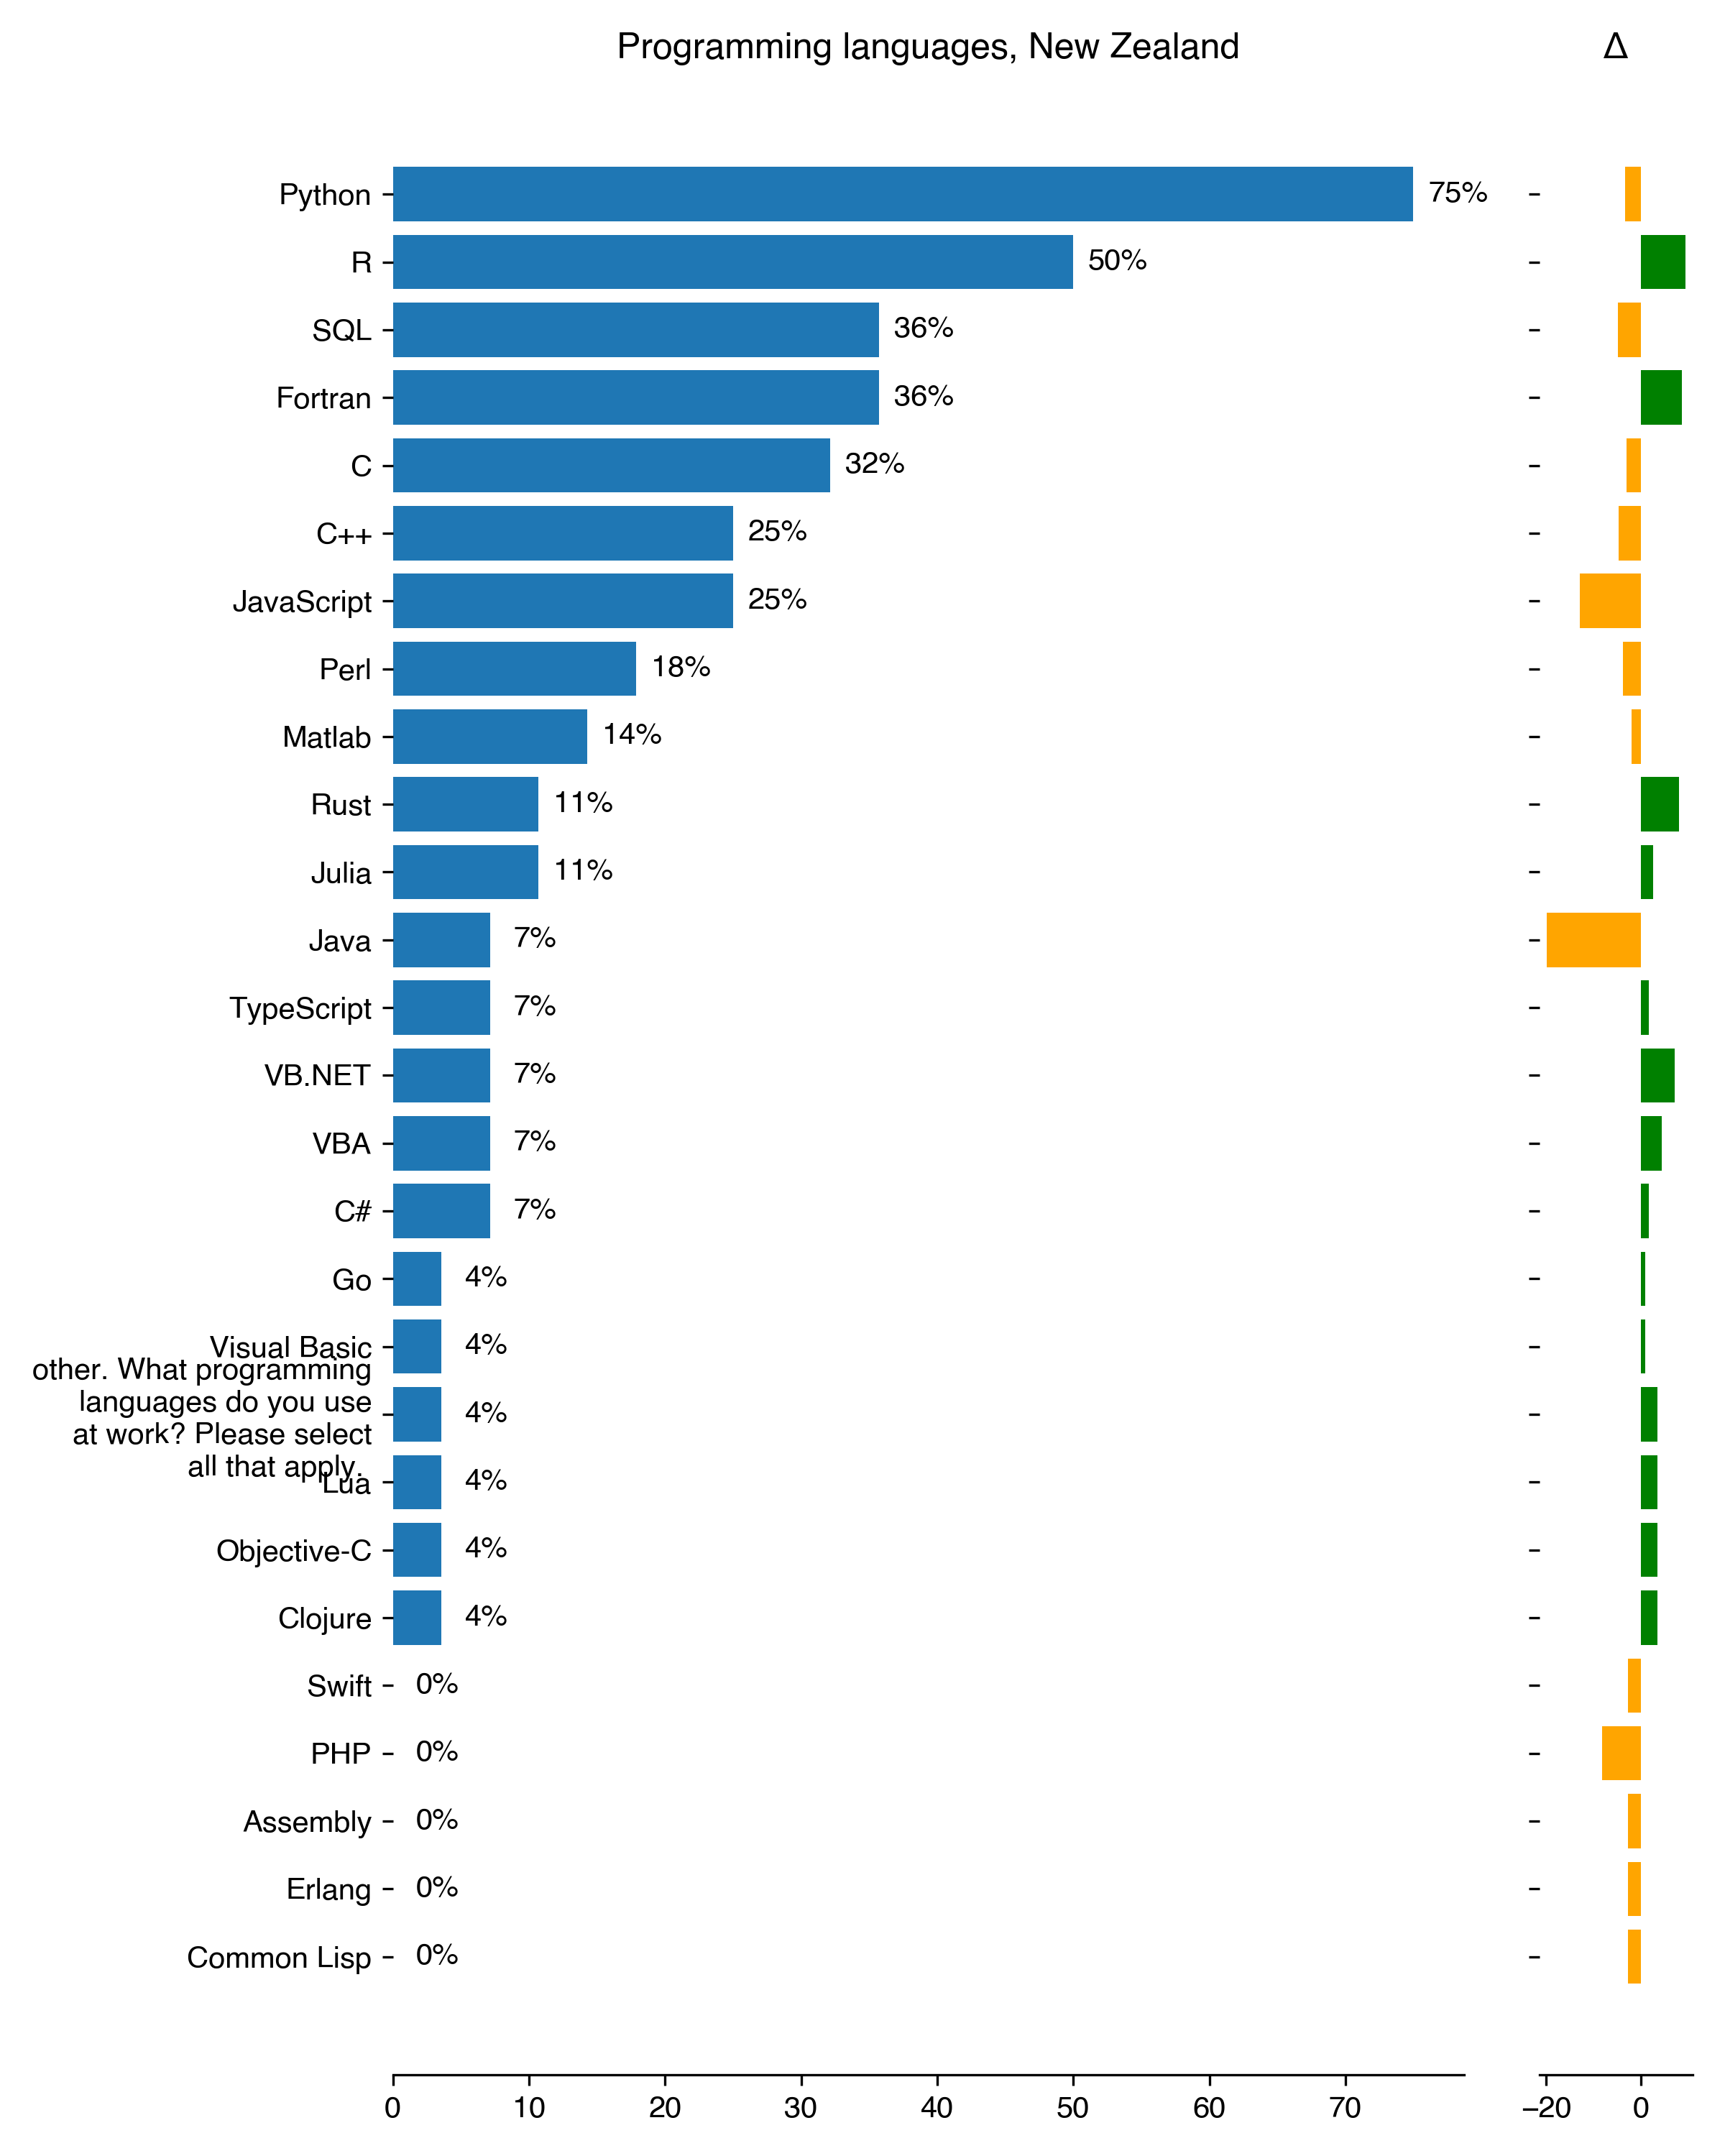 Programming languages, New Zealand
Δ
Python
75%
R
50%
SQL
36%
Fortran
36%
C
32%
C++
25%
JavaScript
25%
Perl
18%
Matlab
14%
Rust
11%
Julia
11%
Java
7%
TypeScript
7%
VB.NET
7%
VBA
7%
C#
7%
Go
4%
Visual Basic
4%
other. What programming
languages do you use
at work? Please select
all that apply.
4%
Lua
4%
Objective-C
4%
Clojure
4%
Swift
0%
PHP
0%
Assembly
0%
Erlang
0%
Common Lisp
0%
0 10 20 30 40 50 60 70
−20 0